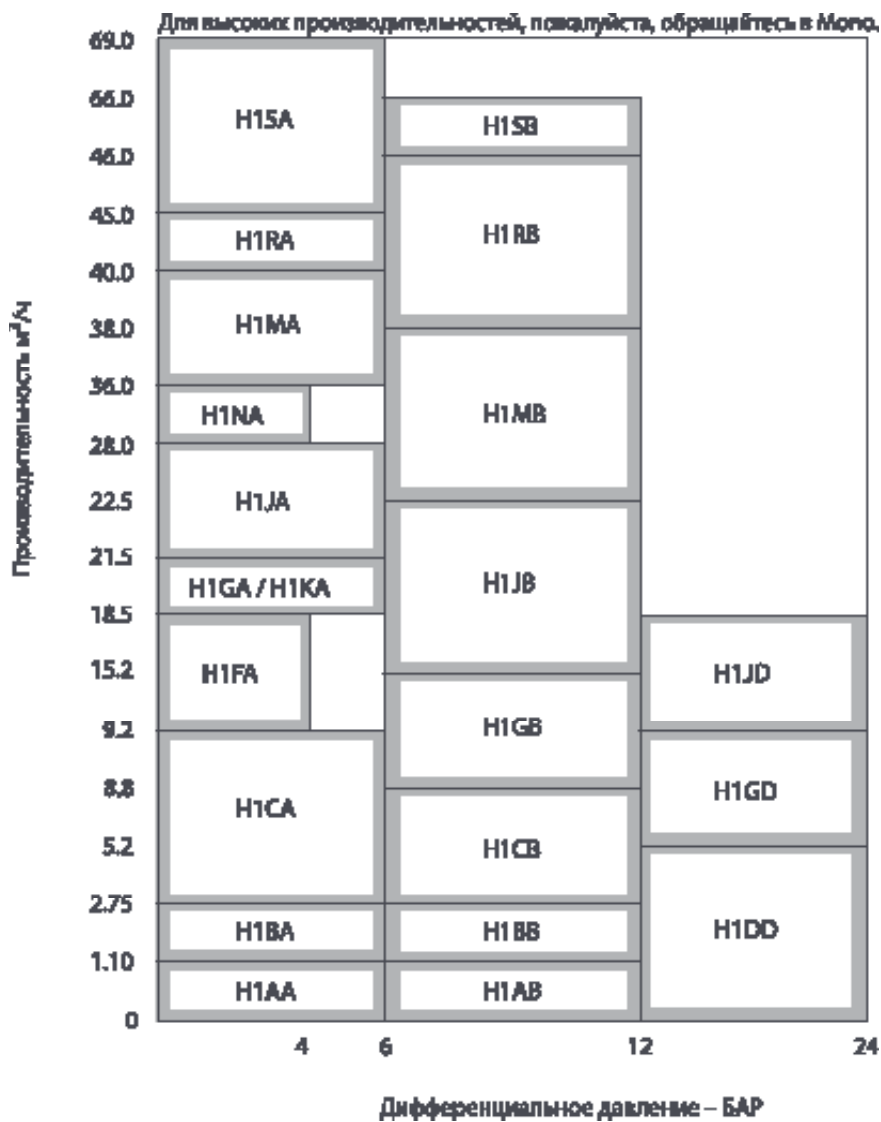 Для высоких производительностей, пожалуйста, обращайтесь в Mono.
69.0
66.0
46.0
45.0
40.0
38.0
36.0
28.0
22.5
21.5
18.5
15.2
9.2
8.8
5.2
2.75
1.10
0
Производительность м³/ч
H1SA
H1RA
H1MA
H1NA
H1JA
H1GA / H1KA
H1FA
H1CA
H1BA
H1AA
H1SB
H1RB
H1MB
H1JB
H1GB
H1CB
H1BB
H1AB
H1JD
H1GD
H1DD
4 6 12 24
Дифференциальное давление – БАР